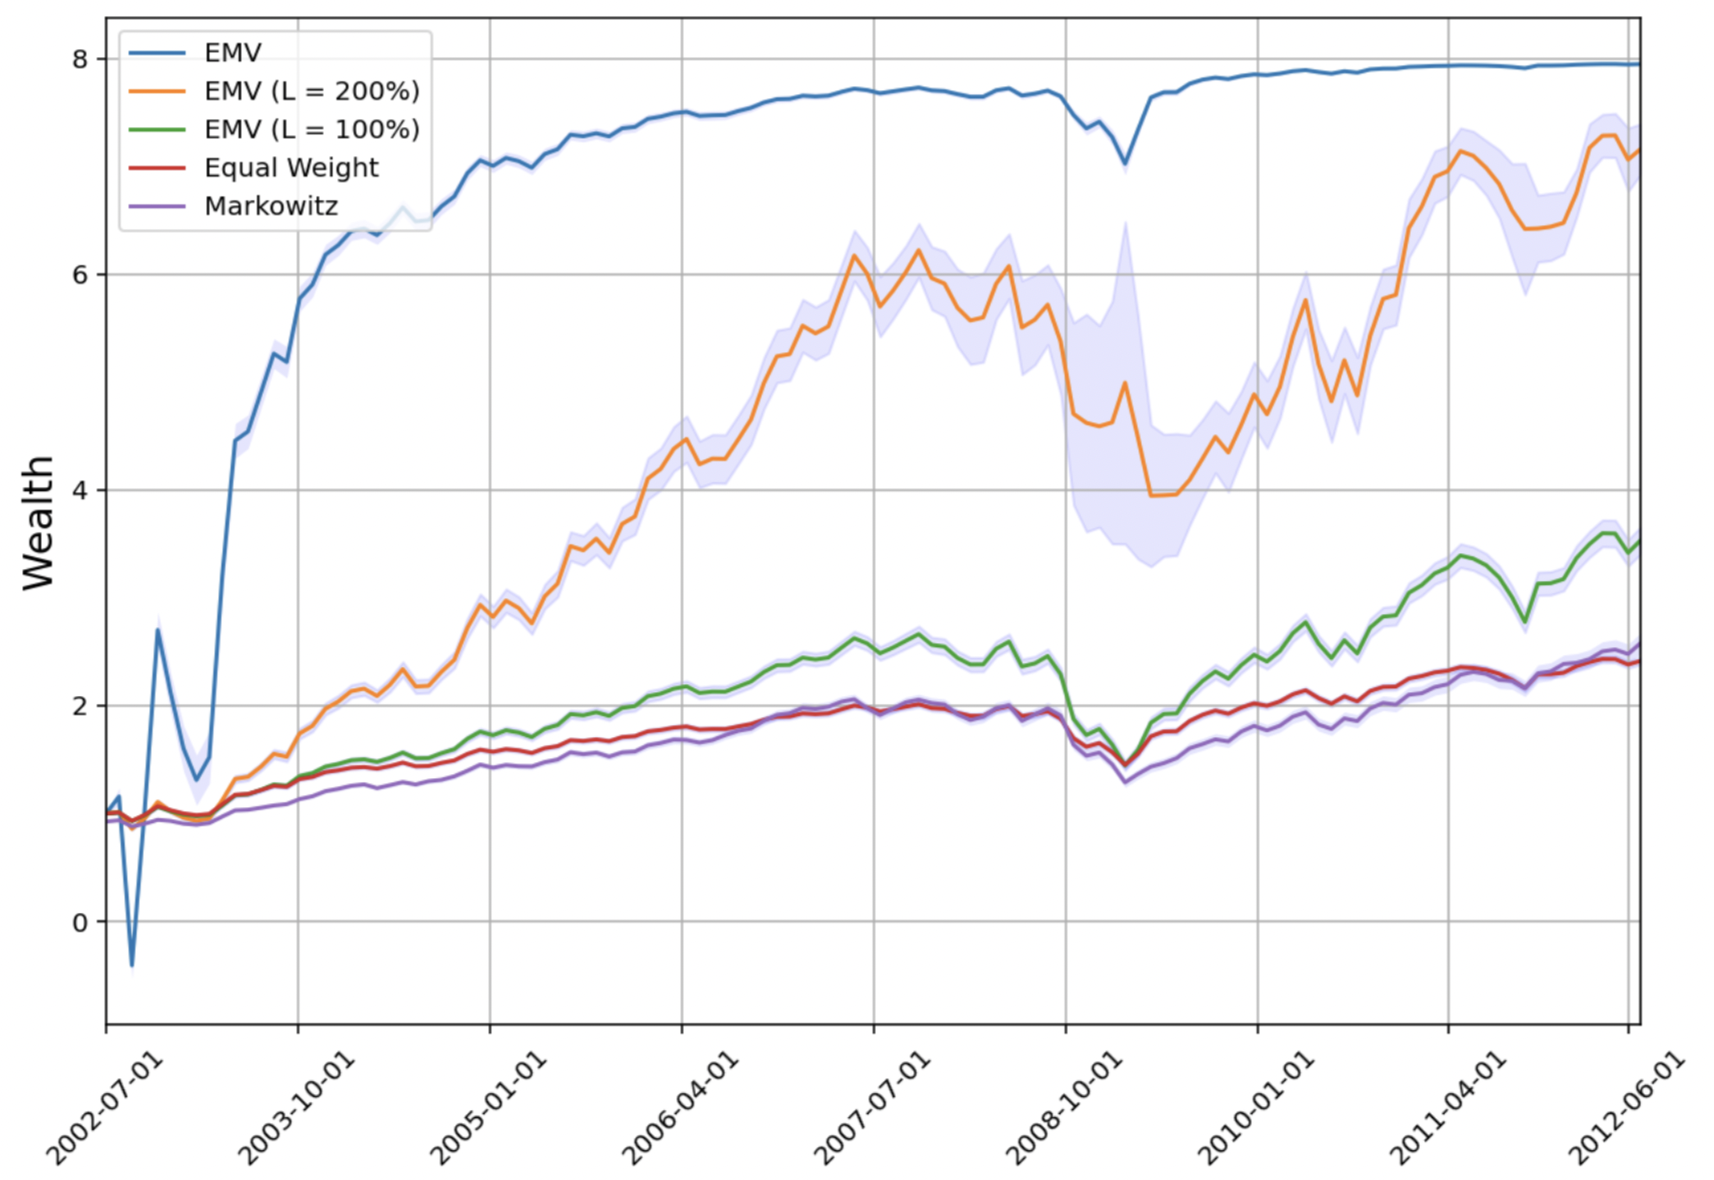 EMV
EMV (L = 200%)
EMV (L = 100%)
Equal Weight
Markowitz
Wealth
8
6
4
2
0
2002-07-01
2003-10-01
2005-01-01
2006-04-01
2007-07-01
2008-10-01
2010-01-01
2011-04-01
2012-06-01